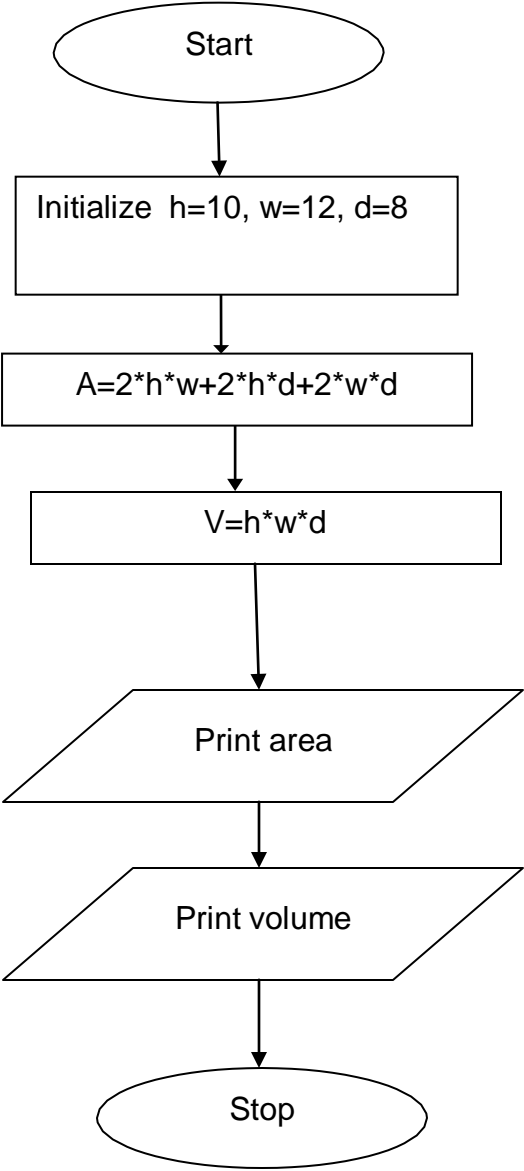 Start
Initialize  h=10, w=12, d=8
A=2*h*w+2*h*d+2*w*d
V=h*w*d
Print area
Print volume
Stop